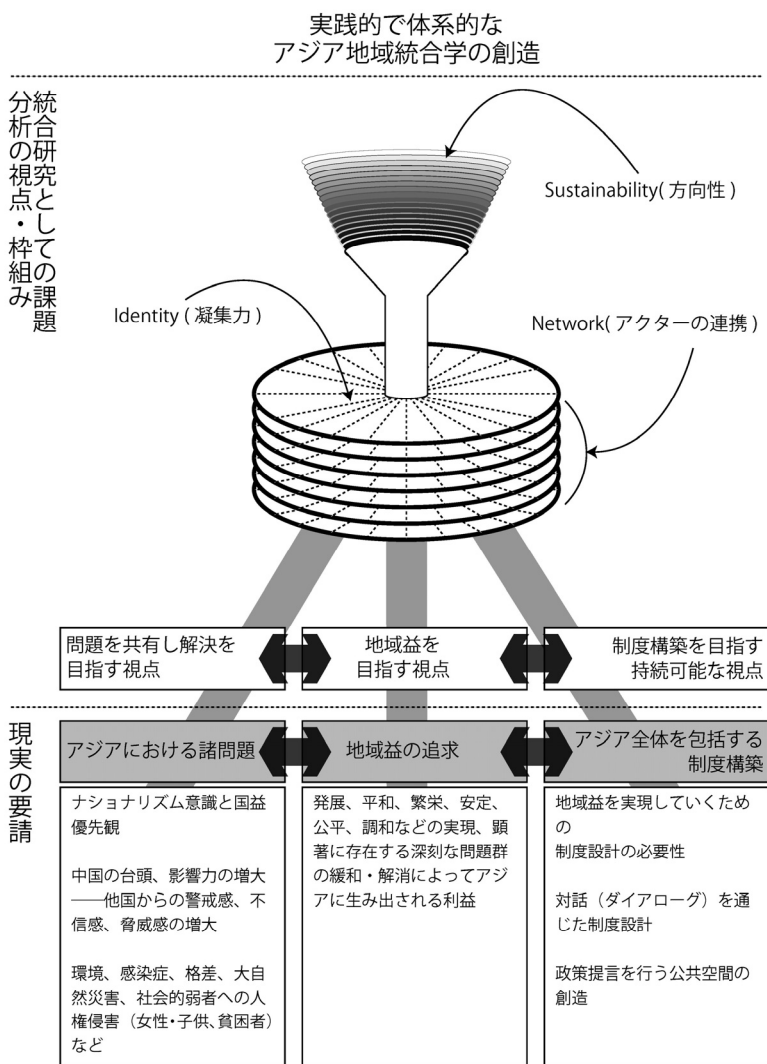 実践的で体系的な
アジア地域統合学の創造
統合研究としての課題
分析の視点・枠組み
Sustainability(方向性)
Identity(凝集力)
Network(アクターの連携)
問題を共有し解決を
目指す視点
地域益を
目指す視点
制度構築を目指す
持続可能な視点
現実の要請
アジアにおける諸問題
地域益の追求
アジア全体を包括する
制度構築
ナショナリズム意識と国益
優先観
中国の台頭、影響力の増大
——他国からの警戒感、不
信感、脅威感の増大
環境、感染症、格差、大自
然災害、社会的弱者への人
権侵害（女性・子供、貧困者）
など
発展、平和、繁栄、安定、
公平、調和などの実現、顕
著に存在する深刻な問題群
の緩和・解消によってアジ
アに生み出される利益
地域益を実現していくため
の
制度設計の必要性
対話（ダイアローグ）を通
じた制度設計
政策提言を行う公共空間の
創造